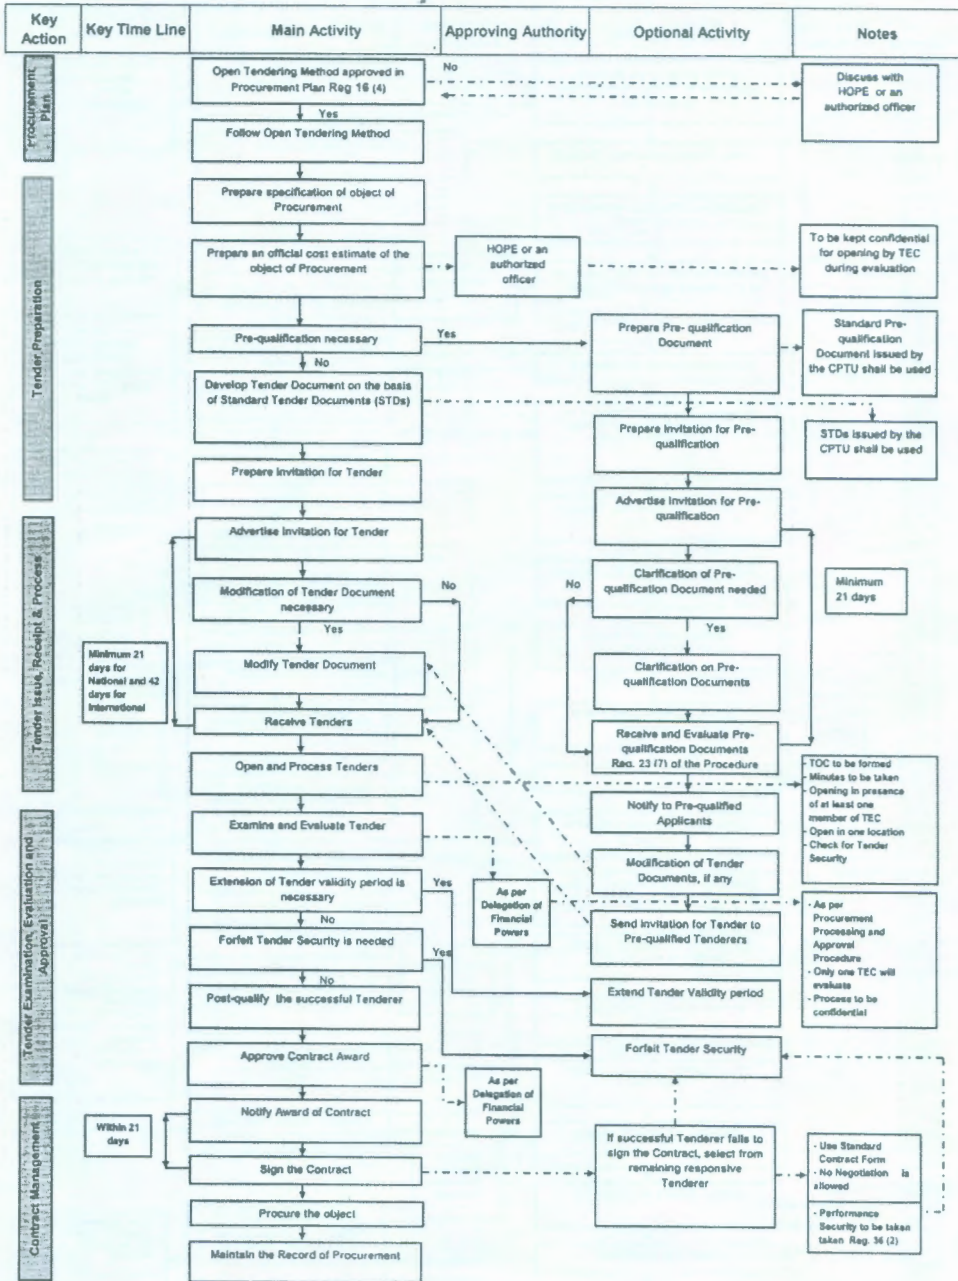 Key
Action
Key Time Line
Main Activity
Approving Authority
Optional Activity
Notes
Procurement
Plan
Open Tendering Method approved in
Procurement Plan Reg 16 (4)
No
Discuss with
HOPE or an
authorized officer
Yes
Follow Open Tendering Method
Tender Preparation
Prepare specification of object of
Procurement
Prepare an official cost estimate of the
object of Procurement
HOPE or an
authorized
officer
To be kept confidential
for opening by TEC
during evaluation
Pre-qualification necessary
Yes
Prepare Pre- qualification
Document
Standard Pre-
qualification
Document issued by
the CPTU shall be used
No
Develop Tender Document on the basis
of Standard Tender Documents (STDs)
Prepare Invitation for Pre-
qualification
STDs issued by the
CPTU shall be used
Prepare Invitation for Tender
Advertise Invitation for Pre-
qualification
Tender Issue, Receipt & Process
Advertise Invitation for Tender
Modification of Tender Document
necessary
No
No
Clarification of Pre-
qualification Document needed
Minimum
21 days
Yes
Yes
Minimum 21
days for
National and 42
days for
International
Modify Tender Document
Clarification on Pre-
qualification Documents
Receive Tenders
Receive and Evaluate Pre-
qualification Documents
Reg. 23 (7) of the Procedure
Open and Process Tenders
- TOC to be formed
- Minutes to be taken
- Opening in presence
of at least one
member of TEC
- Open in one location
- Check for Tender
Security
Notify to Pre-qualified
Applicants
Tender Examination, Evaluation and
Approval
Examine and Evaluate Tender
Modification of Tender
Documents, if any
Extension of Tender validity period is
necessary
Yes
As per
Delegation of
Financial
Powers
- As per
Procurement
Processing and
Approval
Procedure
- Only one TEC will
evaluate
- Process to be
confidential
No
Send invitation for Tender to
Pre-qualified Tenderers
Forfeit Tender Security is needed
Yes
No
Post-qualify the successful Tenderer
Extend Tender Validity period
Approve Contract Award
Forfeit Tender Security
As per
Delegation of
Financial
Powers
Contract Management
Within 21
days
Notify Award of Contract
Sign the Contract
If successful Tenderer fails to
sign the Contract, select from
remaining responsive
Tenderer
- Use Standard
Contract Form
- No Negotiation is
allowed
- Performance
Security to be taken
taken Reg. 36 (2)
Procure the object
Maintain the Record of Procurement